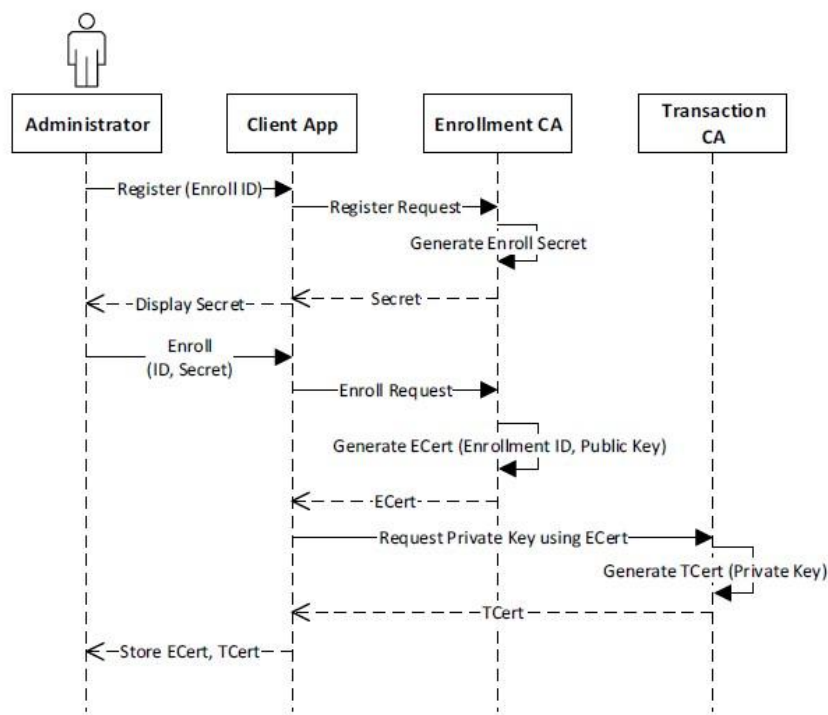 Administrator
Client App
Enrollment CA
Transaction
CA
Register (Enroll ID)
Register Request
Generate Enroll Secret
Secret
Display Secret
Enroll
(ID, Secret)
Enroll Request
Generate ECert (Enrollment ID, Public Key)
ECert
Request Private Key using ECert
Generate TCert (Private Key)
TCert
Store ECert, TCert